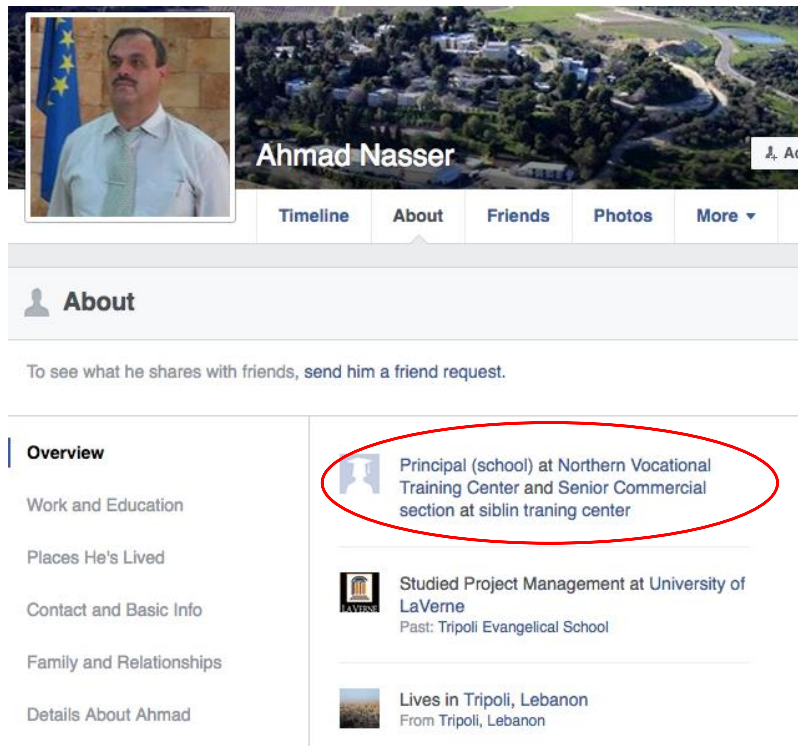 Ahmad Nasser
Ad
Timeline
About
Friends
Photos
More
About
To see what he shares with friends, send him a friend request.
Overview
Work and Education
Places He's Lived
Contact and Basic Info
Family and Relationships
Details About Ahmad
Principal (school) at Northern Vocational
Training Center and Senior Commercial
section at siblin traning center
LA VERNE
Studied Project Management at University of
LaVerne
Past: Tripoli Evangelical School
Lives in Tripoli, Lebanon
From Tripoli, Lebanon